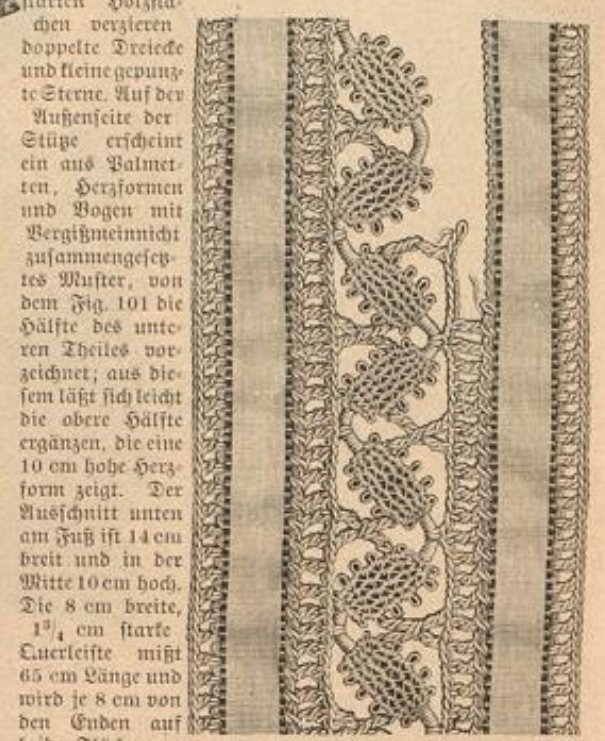 starken Holzflä-
chen verzieren
doppelte Dreiecke
und kleine gepunz-
te Sterne. Auf der
Außenseite der
Stütze erscheint
ein aus Palmet-
ten, Herzformen
und Bogen mit
Vergißmeinnicht
zusammengesetz-
tes Muster, von
dem Fig. 101 die
Hälfte des unte-
ren Theiles vor-
zeichnet; aus die-
sem läßt sich leicht
die obere Hälfte
ergänzen, die eine
10 cm hohe Herz-
form zeigt. Der
Ausschnitt unten
am Fuß ist 14 cm
breit und in der
Mitte 10 cm hoch.
Die 8 cm breite,
1³/₄ cm starke
Querleiste mißt
65 cm Länge und
wird je 8 cm von
den Enden auf